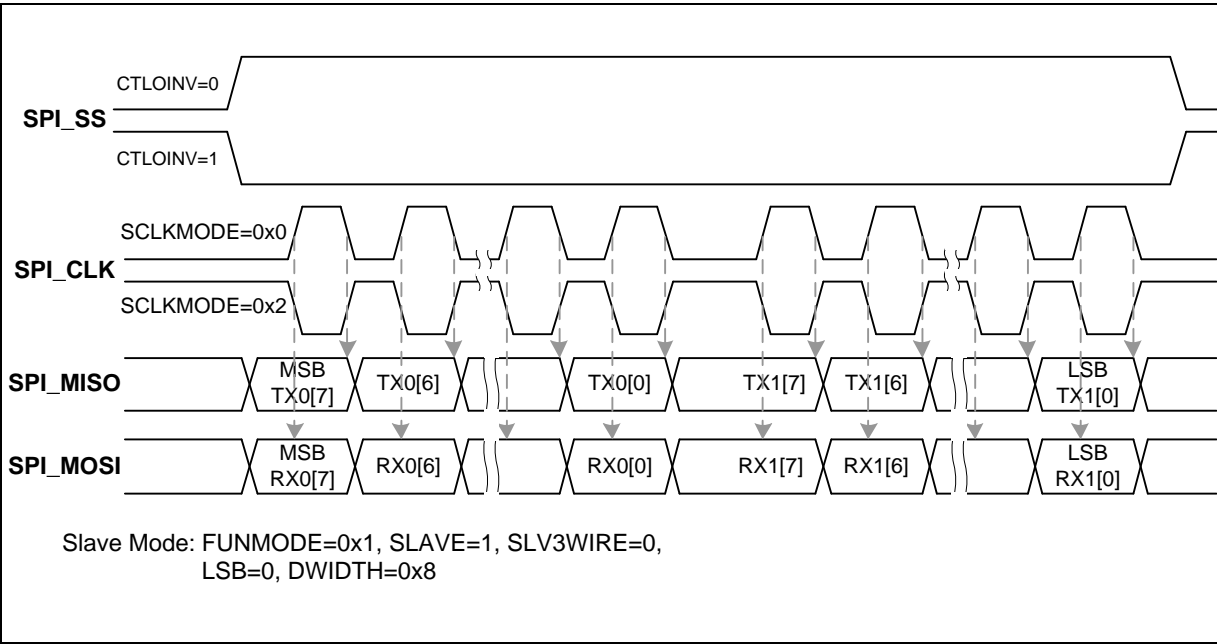 CTLOINV=0
SPI_SS
CTLOINV=1
SCLKMODE=0x0
SPI_CLK
SCLKMODE=0x2
SPI_MISO
MSB
TX0[7]
TX0[6]
TX0[0]
TX1[7]
TX1[6]
LSB
TX1[0]
SPI_MOSI
MSB
RX0[7]
RX0[6]
RX0[0]
RX1[7]
RX1[6]
LSB
RX1[0]
Slave Mode: FUNMODE=0x1, SLAVE=1, SLV3WIRE=0,
LSB=0, DWIDTH=0x8